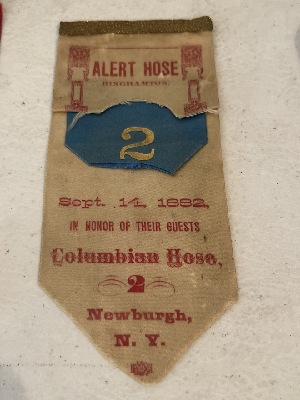 ALERT HOSE
BINGHAMTON.
2
Sept. 14, 1882,
IN HONOR OF THEIR GUESTS
Columbian Hose,
2
Newburgh,
N. Y.